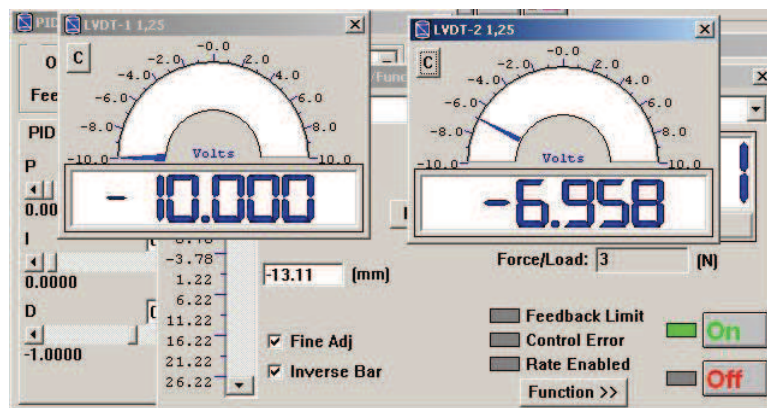 PID
LVDT-1 1,25
C
-0.0
-2.0 2.0
-4.0 4.0
-6.0 6.0
-8.0 8.0
-10.0 10.0
Volts
-10.000
LVDT-2 1,25
C
-0.0
-2.0 2.0
-4.0 4.0
-6.0 6.0
-8.0 8.0
-10.0 10.0
Volts
-6.958
O
Fee
PID
P
0.00
I
0.0000
D
-1.0000
-3.78
1.22
6.22
11.22
16.22
21.22
26.22
-13.11 (mm)
Fine Adj
Inverse Bar
Force/Load: 3 (N)
Feedback Limit
Control Error
Rate Enabled
Function >>
On
Off